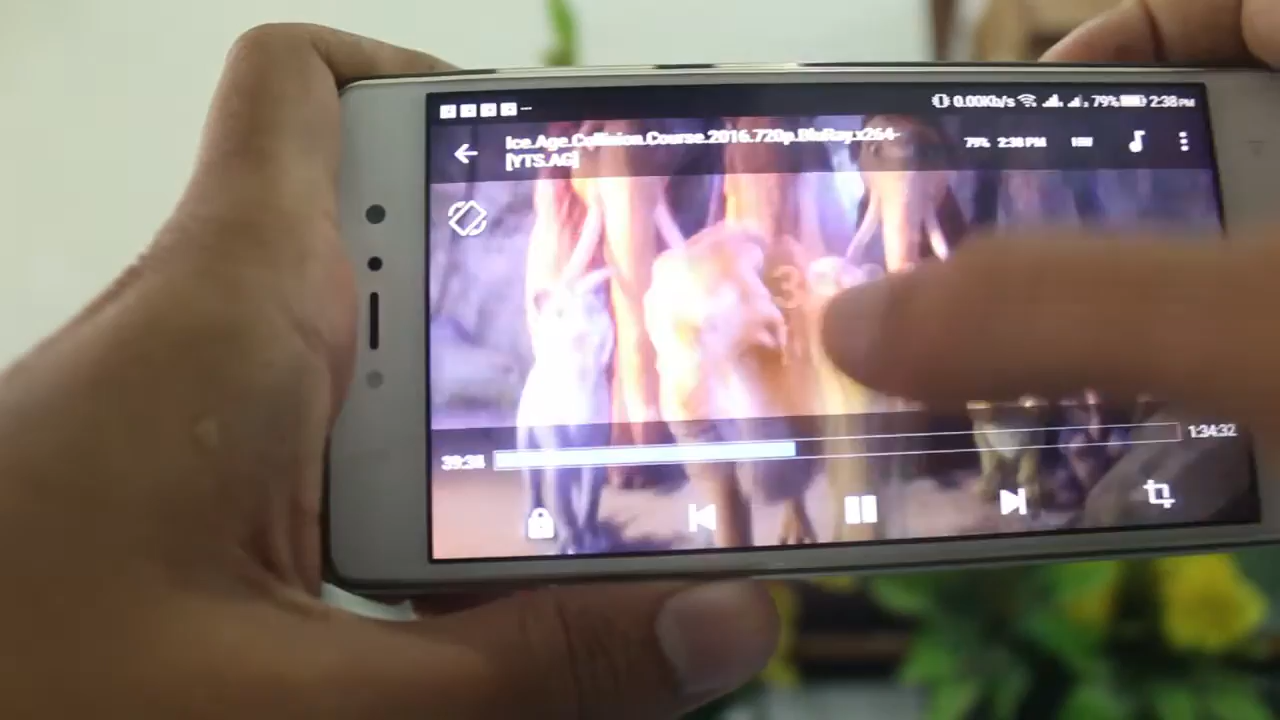 0.00Kb/s 79% 2:38 PM
Ice.Age.Collision.Course.2016.720p.BluRay.x264-
[YTS.AG]
79% 2:38 PM
3
39:38
1:34:32